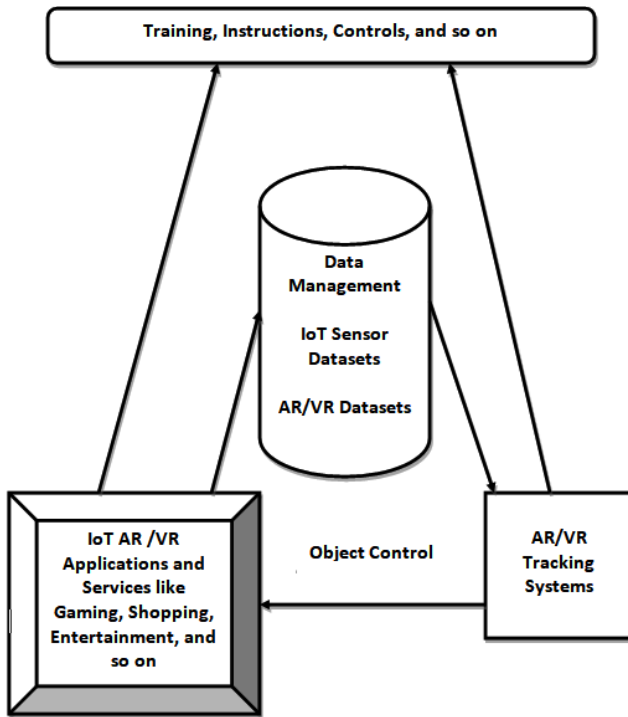 Training, Instructions, Controls, and so on
Data
Management
IoT Sensor
Datasets
AR/VR Datasets
IoT AR /VR
Applications and
Services like
Gaming, Shopping,
Entertainment, and
so on
Object Control
AR/VR
Tracking
Systems